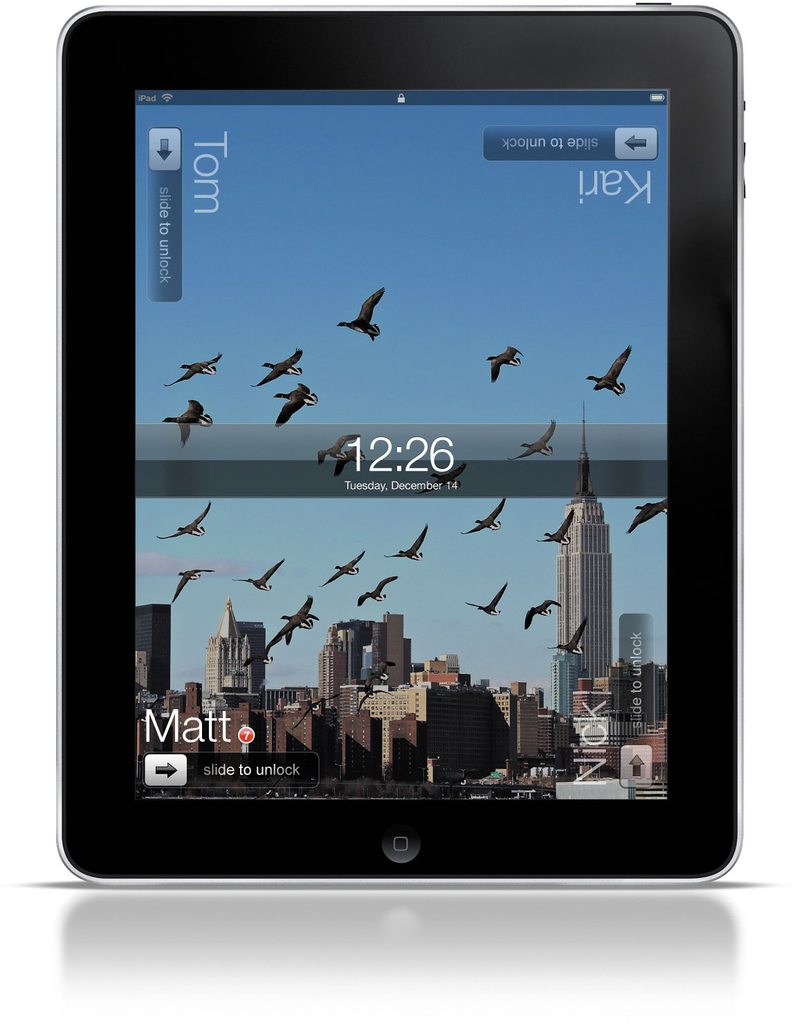 iPad
Tom
slide to unlock
slide to unlock
Kari
12:26
Tuesday, December 14
Matt 7
slide to unlock
Nick
slide to unlock